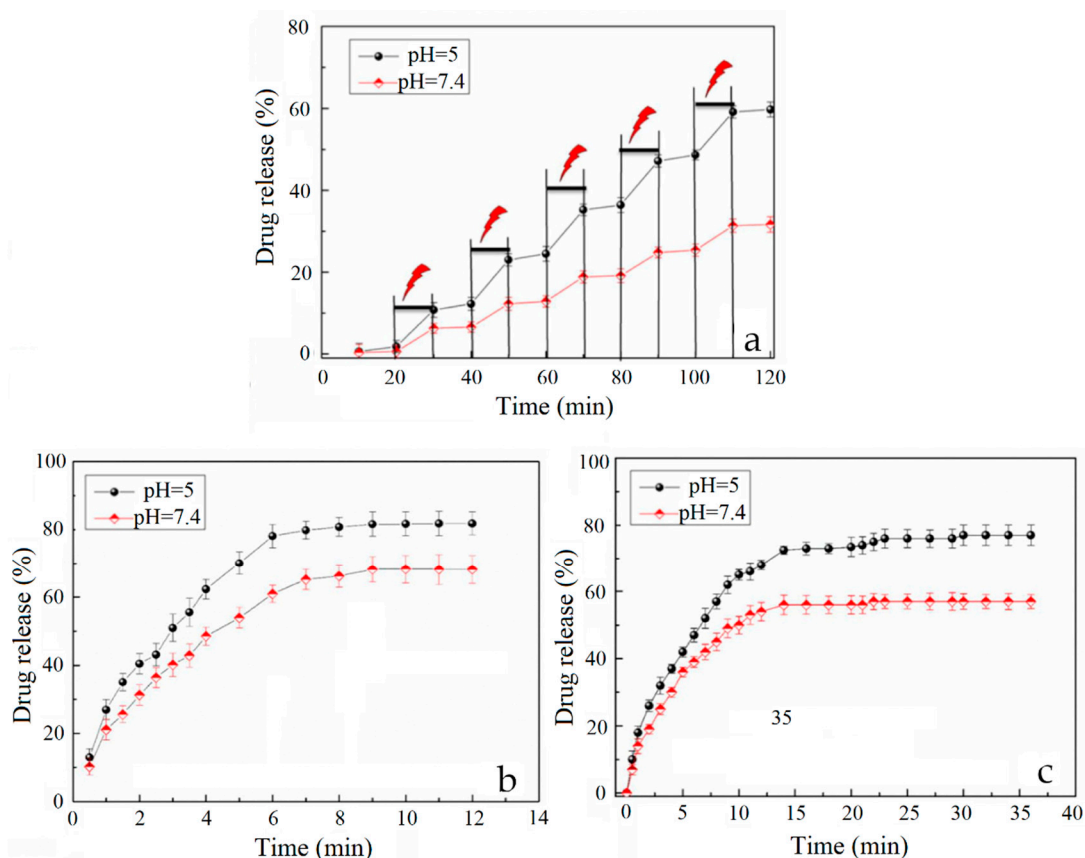 80
60
40
20
0
Drug release (%)
pH=5
pH=7.4
a
0 20 40 60 80 100 120
Time (min)
100
80
60
40
20
0
Drug release (%)
pH=5
pH=7.4
b
0 2 4 6 8 10 12 14
Time (min)
100
80
60
40
20
0
Drug release (%)
pH=5
pH=7.4
35
c
0 5 10 15 20 25 30 35 40
Time (min)